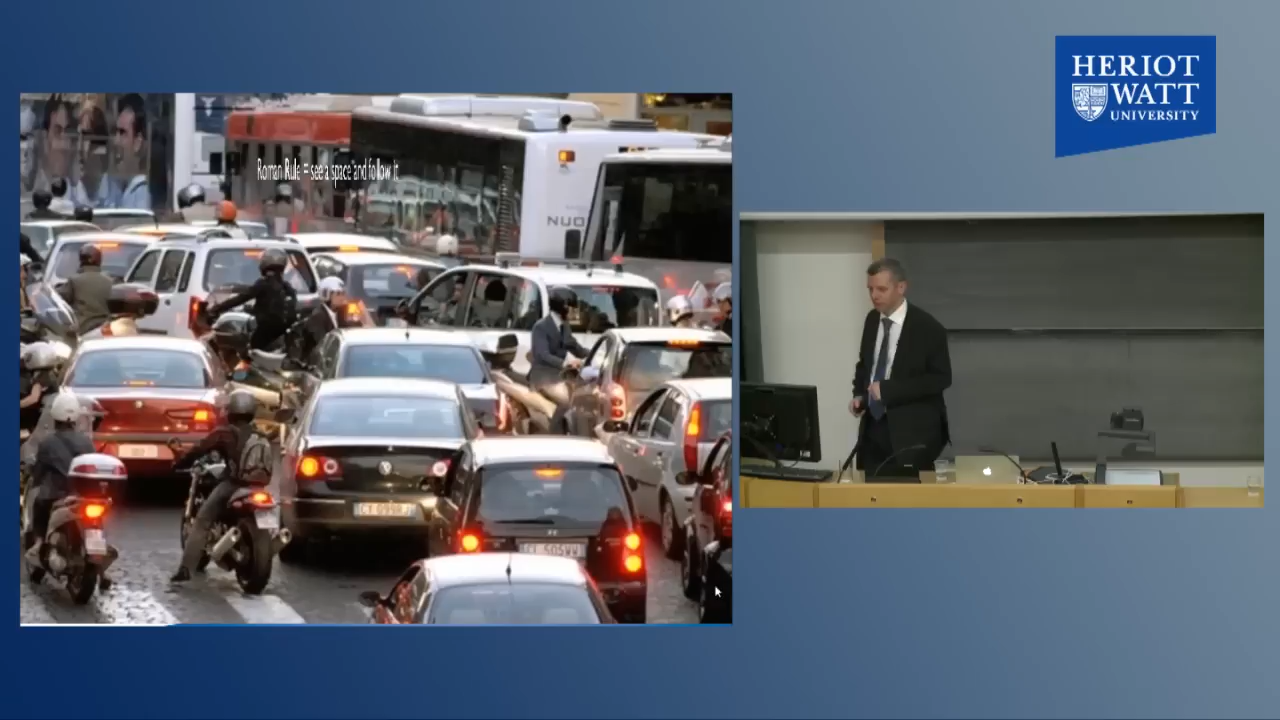 HERIOT
WATT
UNIVERSITY
Roman Rule = see a space and follow it
NUO